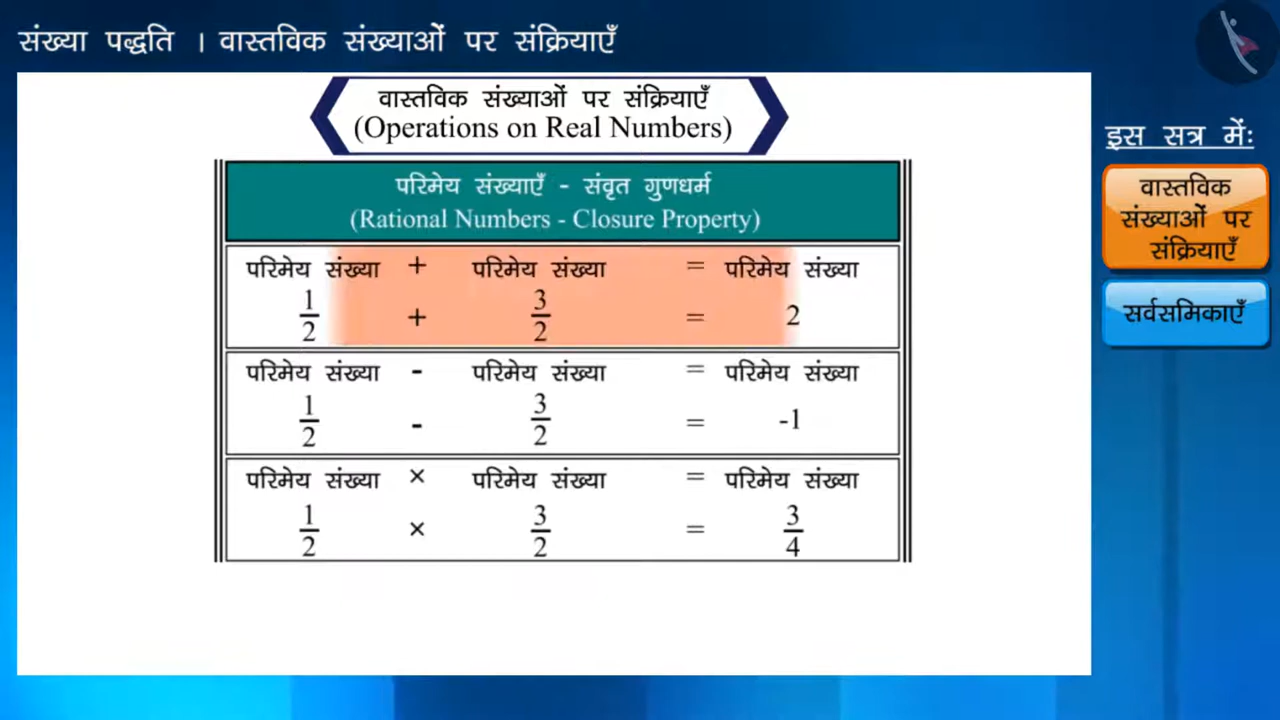 संख्या पद्धति । वास्तविक संख्याओं पर संक्रियाएँ
वास्तविक संख्याओं पर संक्रियाएँ
(Operations on Real Numbers)
परिमेय संख्याएँ - संवृत गुणधर्म
(Rational Numbers - Closure Property)
परिमेय संख्या + परिमेय संख्या = परिमेय संख्या
1/2 + 3/2 = 2
परिमेय संख्या - परिमेय संख्या = परिमेय संख्या
1/2 - 3/2 = -1
परिमेय संख्या × परिमेय संख्या = परिमेय संख्या
1/2 × 3/2 = 3/4
इस सत्र में:
वास्तविक
संख्याओं पर
संक्रियाएँ
सर्वसमिकाएँ